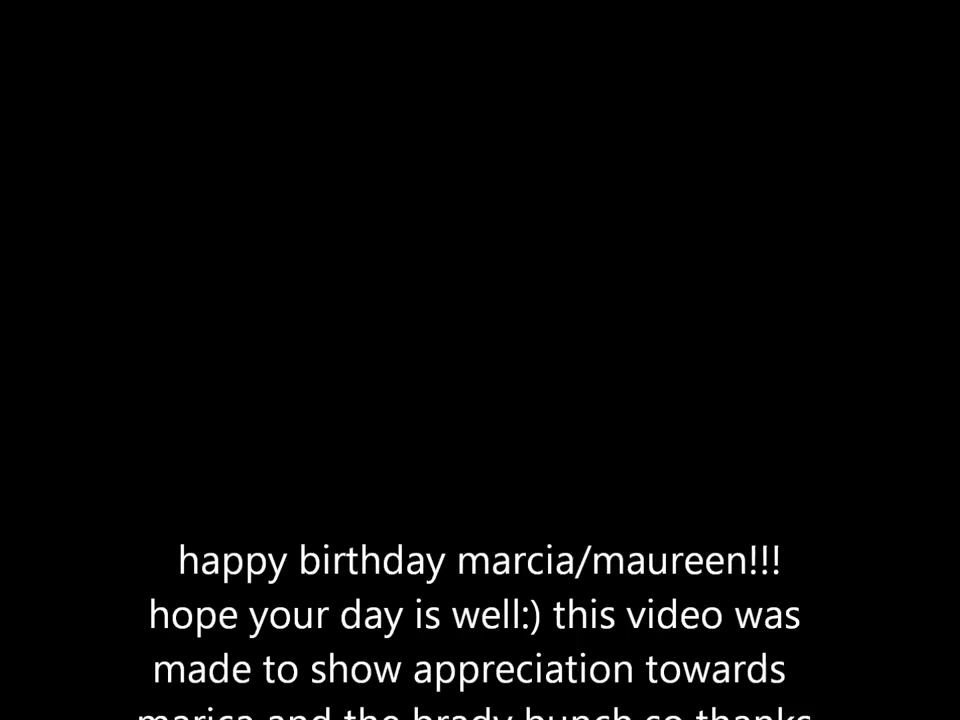 happy birthday marcia/maureen!!!
hope your day is well:) this video was
made to show appreciation towards
marica and the brady bunch so thanks